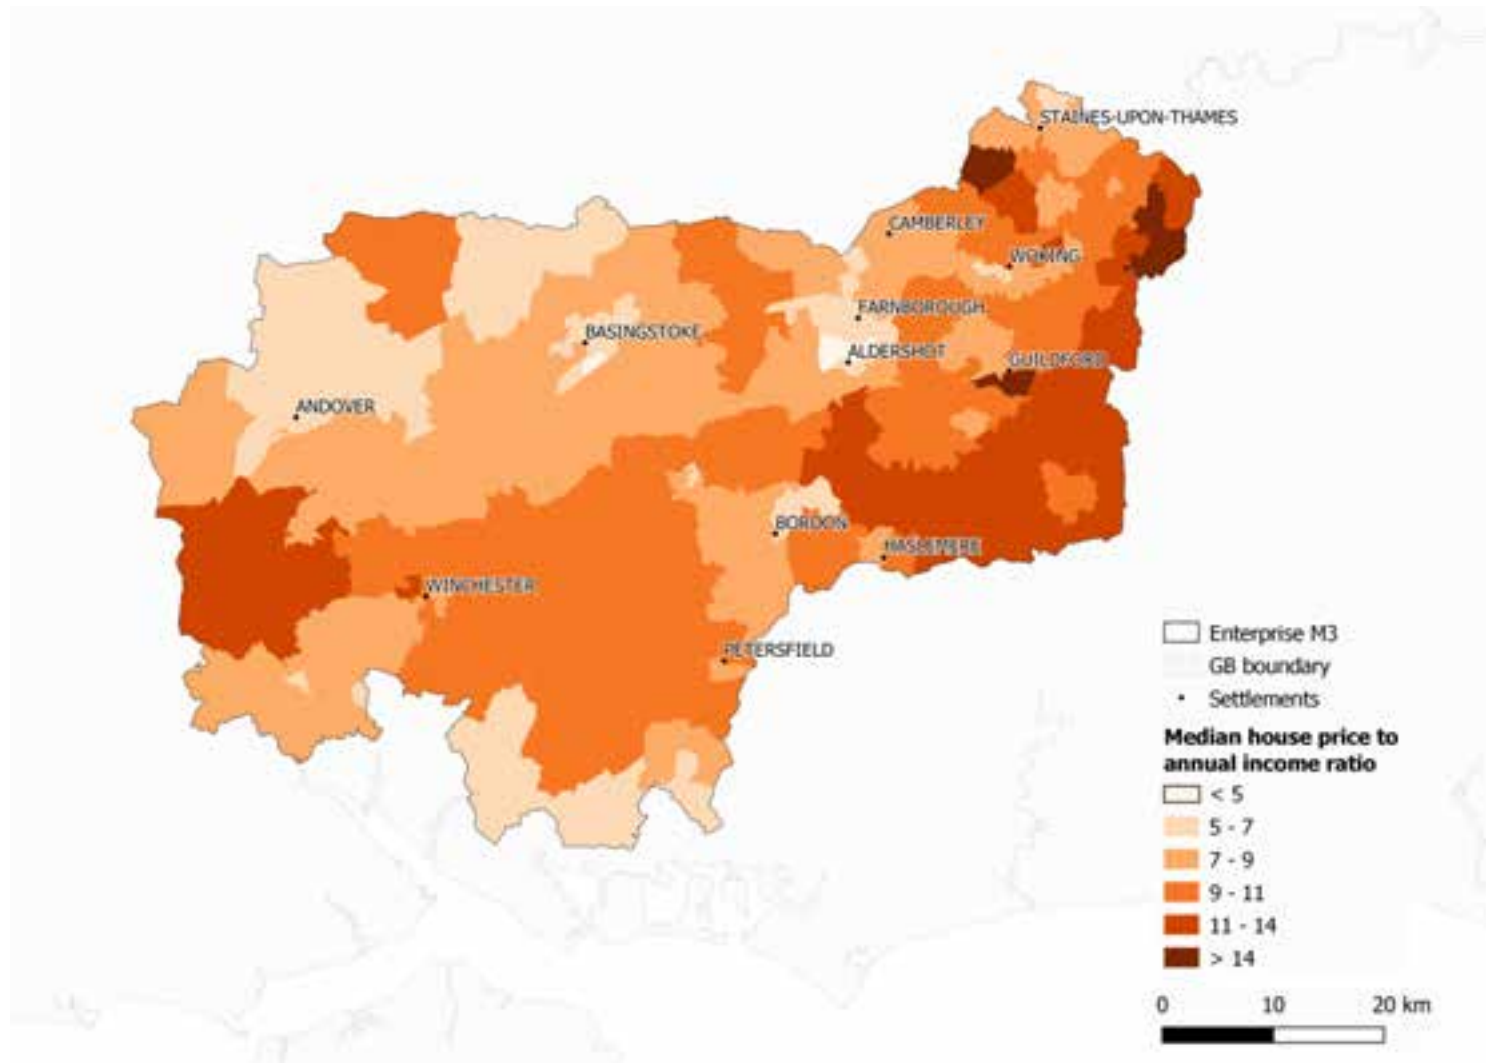 STAINES-UPON-THAMES
CAMBERLEY
WOKING
FARNBOROUGH
BASINGSTOKE
ALDERSHOT
GUILDFORD
ANDOVER
BORDON
HASLEMERE
WINCHESTER
PETERSFIELD
Enterprise M3
GB boundary
Settlements
Median house price to
annual income ratio
< 5
5 - 7
7 - 9
9 - 11
11 - 14
> 14
0 10 20 km